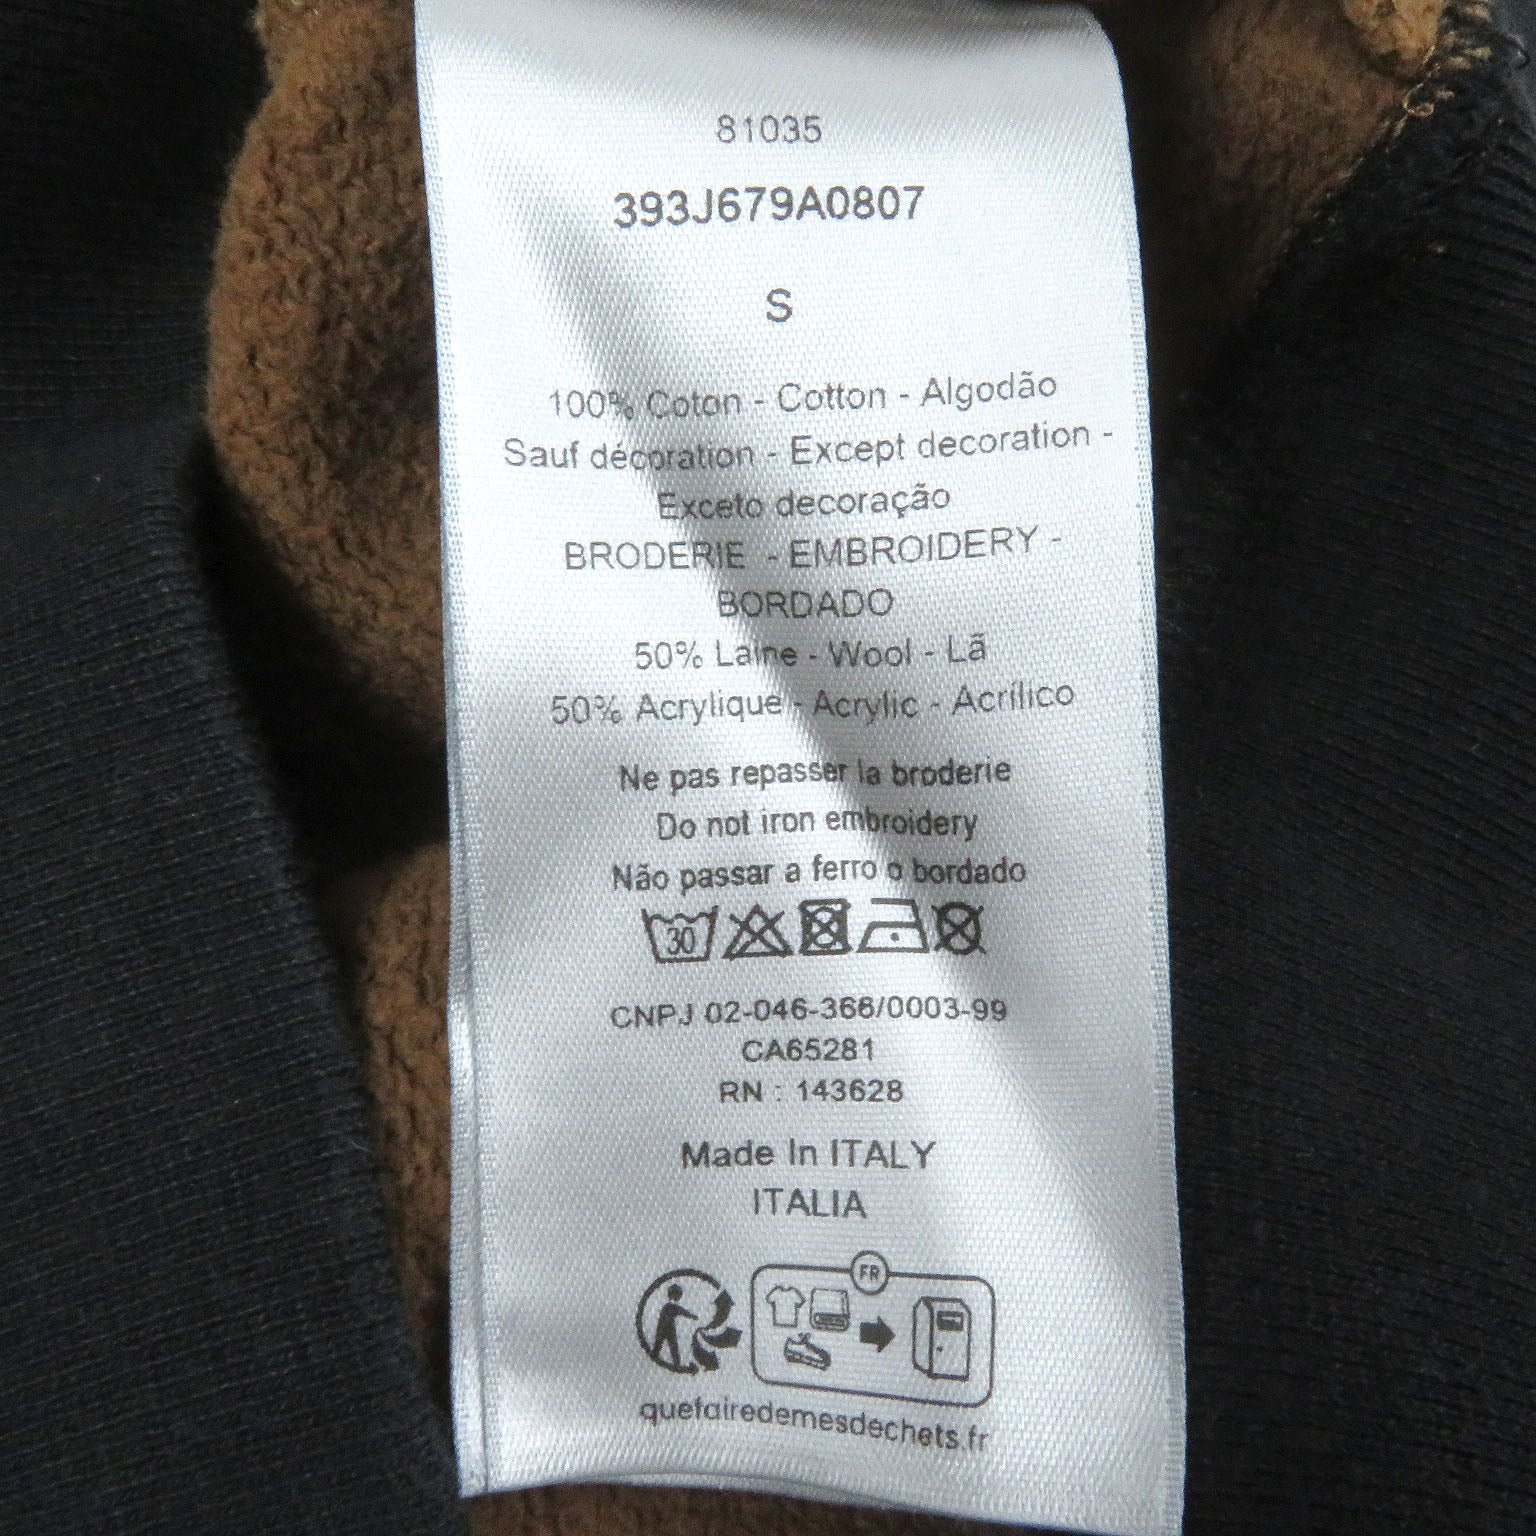 81035
393J679A0807
S
100% Coton - Cotton - Algodão
Sauf décoration - Except decoration -
Exceto decoração
BRODERIE - EMBROIDERY -
BORDADO
50% Laine - Wool - Lã
50% Acrylique - Acrylic - Acrílico
Ne pas repasser la broderie
Do not iron embroidery
Não passar a ferro o bordado
30
CNPJ 02-046-366/0003-99
CA65281
RN : 143628
Made In ITALY
ITALIA
FR
quefairedemesdechets.fr